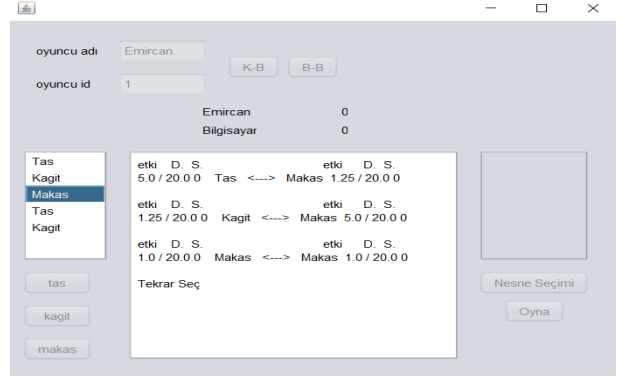 oyuncu adı Emircan
K-B B-B
oyuncu id 1
Emircan 0
Bilgisayar 0
Tas
Kagit
Makas
Tas
Kagit
etki D. S. etki D. S.
5.0 / 20.0 0 Tas <---> Makas 1.25 / 20.0 0
etki D. S. etki D. S.
1.25 / 20.0 0 Kagit <---> Makas 5.0 / 20.0 0
etki D. S. etki D. S.
1.0 / 20.0 0 Makas <---> Makas 1.0 / 20.0 0
Tekrar Seç
tas
kagit
makas
Nesne Seçimi
Oyna